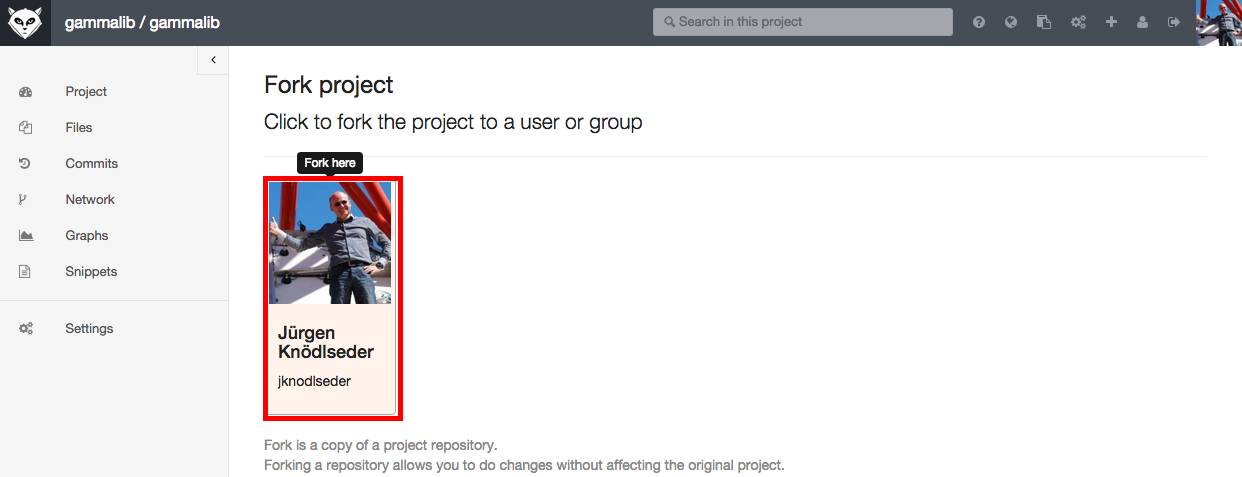 gammalib / gammalib
Search in this project
Project
Files
Commits
Network
Graphs
Snippets
Settings
Fork project
Click to fork the project to a user or group
Fork here
Jürgen
Knödlseder
jknodlseder
Fork is a copy of a project repository.
Forking a repository allows you to do changes without affecting the original project.